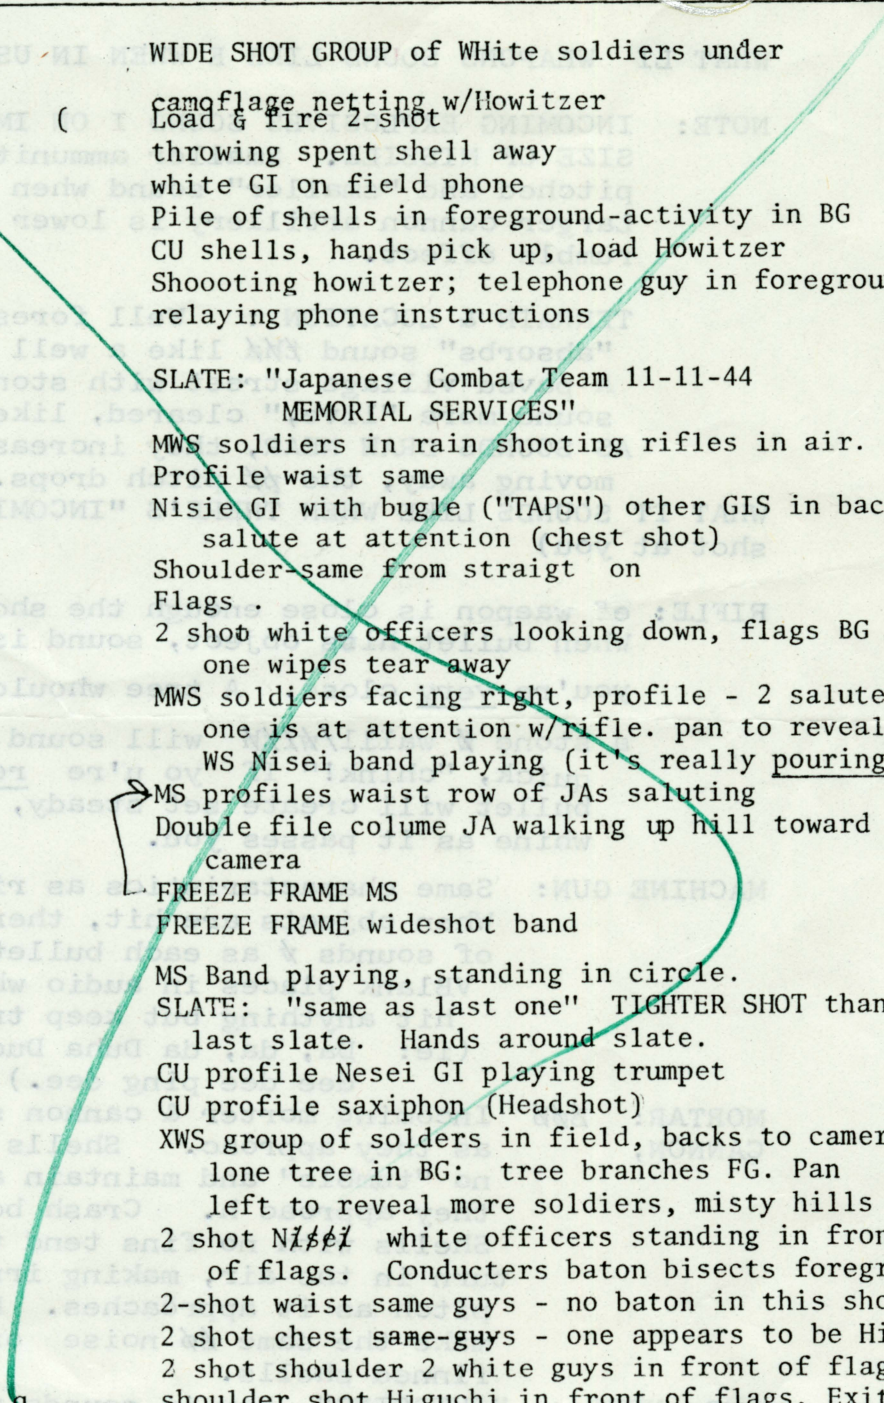 WIDE SHOT GROUP of WHite soldiers under
camoflage netting w/Howitzer
( Load & fire 2-shot
throwing spent shell away
white GI on field phone
Pile of shells in foreground-activity in BG
CU shells, hands pick up, load Howitzer
Shoooting howitzer; telephone guy in foregrou
relaying phone instructions
SLATE: "Japanese Combat Team 11-11-44
MEMORIAL SERVICES"
MWS soldiers in rain shooting rifles in air.
Profile waist same
Nisie GI with bugle ("TAPS") other GIS in bac
salute at attention (chest shot)
Shoulder-same from straigt on
Flags .
2 shot white officers looking down, flags BG
one wipes tear away
MWS soldiers facing right, profile - 2 salute
one is at attention w/rifle. pan to reveal
WS Nisei band playing (it's really pouring
MS profiles waist row of JAs saluting
Double file colume JA walking up hill toward
camera
FREEZE FRAME MS
FREEZE FRAME wideshot band
MS Band playing, standing in circle.
SLATE: "same as last one" TIGHTER SHOT than
last slate. Hands around slate.
CU profile Nesei GI playing trumpet
CU profile saxiphon (Headshot)
XWS group of solders in field, backs to camer
lone tree in BG: tree branches FG. Pan
left to reveal more soldiers, misty hills
2 shot Nisei white officers standing in fron
of flags. Conducters baton bisects foregr
2-shot waist same guys - no baton in this sho
2 shot chest same-guys - one appears to be Hi
2 shot shoulder 2 white guys in front of flag
shoulder shot Higuchi in front of flags. Exit